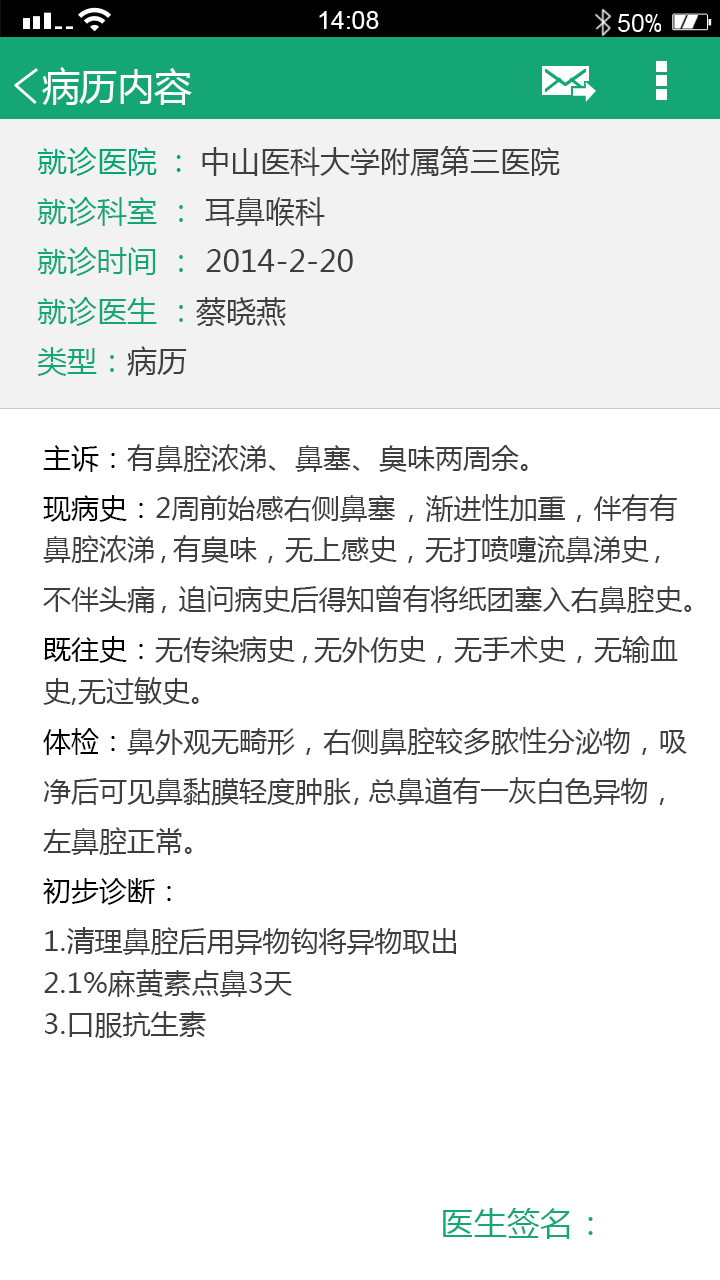 14:08
50%
病历内容
就诊医院 ： 中山医科大学附属第三医院
就诊科室 ： 耳鼻喉科
就诊时间 ： 2014-2-20
就诊医生 ：蔡晓燕
类型：病历
主诉：有鼻腔浓涕、鼻塞、臭味两周余。
现病史：2周前始感右侧鼻塞，渐进性加重，伴有有
鼻腔浓涕,有臭味，无上感史，无打喷嚏流鼻涕史,
不伴头痛, 追问病史后得知曾有将纸团塞入右鼻腔史。
既往史：无传染病史,无外伤史，无手术史，无输血
史,无过敏史。
体检：鼻外观无畸形，右侧鼻腔较多脓性分泌物，吸
净后可见鼻黏膜轻度肿胀, 总鼻道有一灰白色异物，
左鼻腔正常。
初步诊断：
1.清理鼻腔后用异物钩将异物取出
2.1%麻黄素点鼻3天
3.口服抗生素
医生签名：